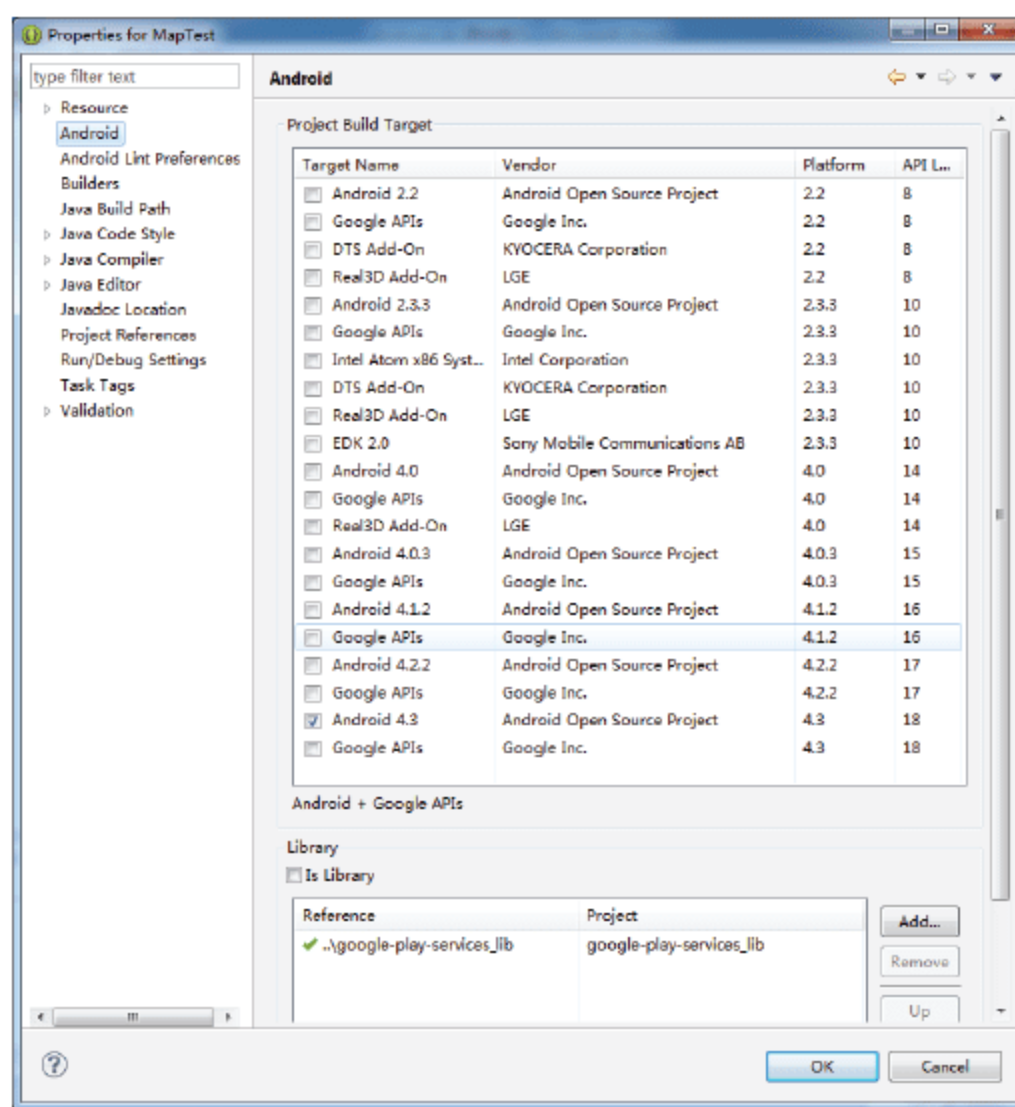 Properties for MapTest
type filter text
Resource
Android
Android Lint Preferences
Builders
Java Build Path
Java Code Style
Java Compiler
Java Editor
Javadoc Location
Project References
Run/Debug Settings
Task Tags
Validation
Android
Project Build Target
Target Name Vendor Platform API L...
Android 2.2 Android Open Source Project 2.2 8
Google APIs Google Inc. 2.2 8
DTS Add-On KYOCERA Corporation 2.2 8
Real3D Add-On LGE 2.2 8
Android 2.3.3 Android Open Source Project 2.3.3 10
Google APIs Google Inc. 2.3.3 10
Intel Atom x86 Syst... Intel Corporation 2.3.3 10
DTS Add-On KYOCERA Corporation 2.3.3 10
Real3D Add-On LGE 2.3.3 10
EDK 2.0 Sony Mobile Communications AB 2.3.3 10
Android 4.0 Android Open Source Project 4.0 14
Google APIs Google Inc. 4.0 14
Real3D Add-On LGE 4.0 14
Android 4.0.3 Android Open Source Project 4.0.3 15
Google APIs Google Inc. 4.0.3 15
Android 4.1.2 Android Open Source Project 4.1.2 16
Google APIs Google Inc. 4.1.2 16
Android 4.2.2 Android Open Source Project 4.2.2 17
Google APIs Google Inc. 4.2.2 17
Android 4.3 Android Open Source Project 4.3 18
Google APIs Google Inc. 4.3 18
Android + Google APIs
Library
Is Library
Reference Project
..\google-play-services_lib google-play-services_lib
Add...
Remove
Up
OK Cancel